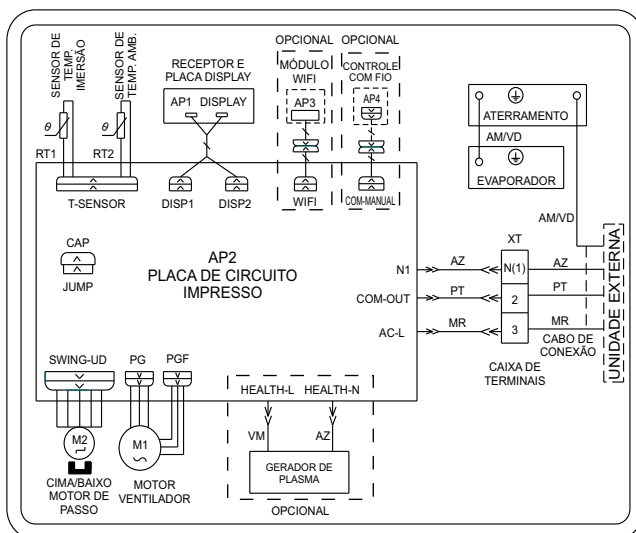 SENSOR DE
TEMP.
IMERSÃO
SENSOR DE
TEMP. AMB.
θ
θ
RT1
RT2
T-SENSOR
RECEPTOR E
PLACA DISPLAY
AP1 DISPLAY
DISP1
DISP2
OPCIONAL
MÓDULO
WIFI
AP3
WIFI
OPCIONAL
CONTROLE
COM FIO
AP4
COM-MANUAL
ATERRAMENTO
AM/VD
EVAPORADOR
AM/VD
CAP
JUMP
AP2
PLACA DE CIRCUITO
IMPRESSO
N1
AZ
COM-OUT
PT
AC-L
MR
XT
N(1)
2
3
CAIXA DE
TERMINAIS
AZ
PT
MR
CABO DE
CONEXÃO
UNIDADE EXTERNA
SWING-UD
PG
PGF
M2
CIMA/BAIXO
MOTOR DE
PASSO
M1
MOTOR
VENTILADOR
HEALTH-L
HEALTH-N
VM
AZ
GERADOR DE
PLASMA
OPCIONAL